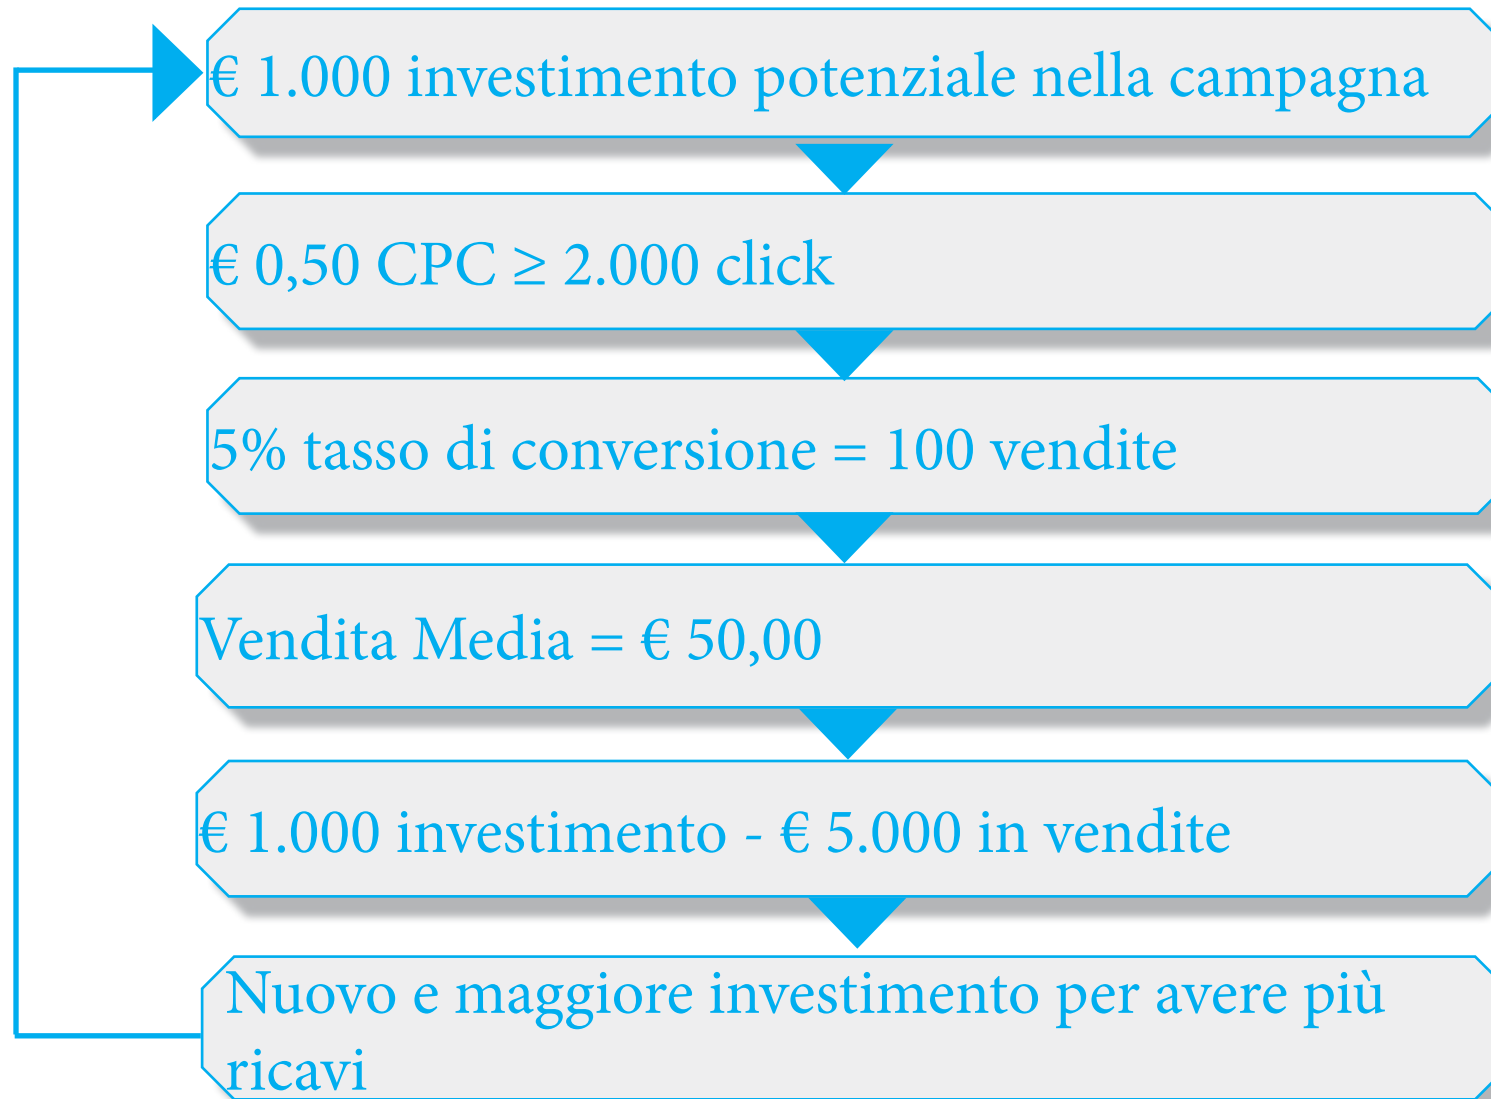 € 1.000 investimento potenziale nella campagna
€ 0,50 CPC ≥ 2.000 click
5% tasso di conversione = 100 vendite
Vendita Media = € 50,00
€ 1.000 investimento - € 5.000 in vendite
Nuovo e maggiore investimento per avere più
ricavi